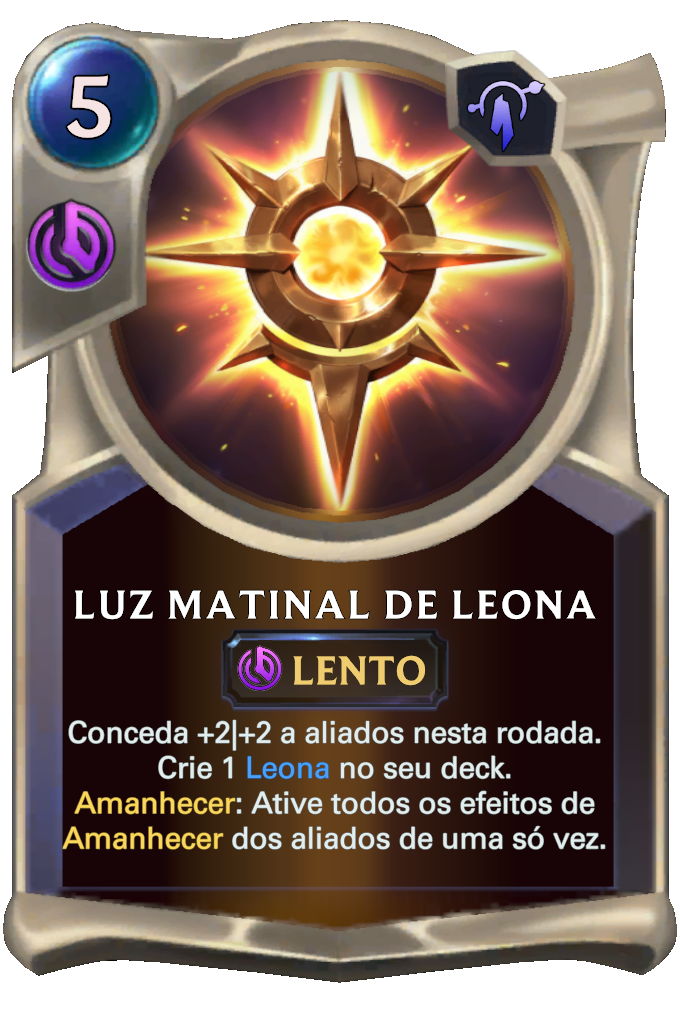 5
LUZ MATINAL DE LEONA
LENTO
Conceda +2|+2 a aliados nesta rodada.
Crie 1 Leona no seu deck.
Amanhecer: Ative todos os efeitos de
Amanhecer dos aliados de uma só vez.